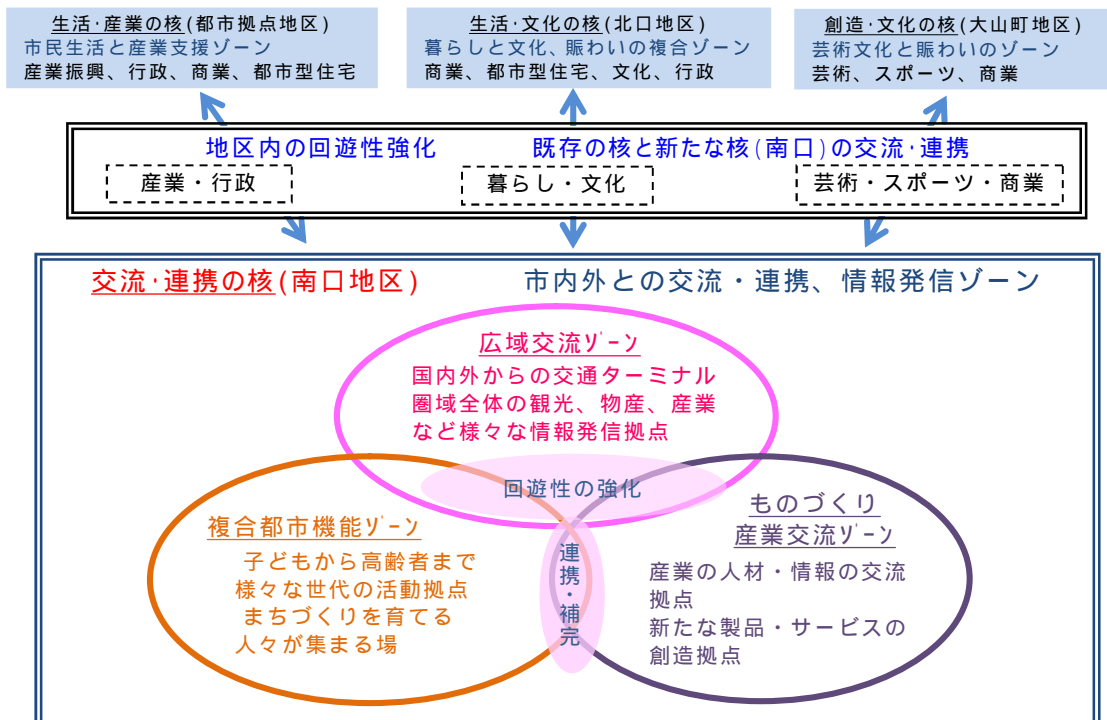 生活･産業の核(都市拠点地区)
市民生活と産業支援ゾーン
産業振興、行政、商業、都市型住宅
生活･文化の核(北口地区)
暮らしと文化、賑わいの複合ゾーン
商業、都市型住宅、文化、行政
創造･文化の核(大山町地区)
芸術文化と賑わいのゾーン
芸術、スポーツ、商業
地区内の回遊性強化
既存の核と新たな核(南口)の交流･連携
産業・行政
暮らし・文化
芸術・スポーツ・商業
交流･連携の核(南口地区)
市内外との交流・連携、情報発信ゾーン
広域交流ｿﾞｰﾝ
国内外からの交通ターミナル
圏域全体の観光、物産、産業
など様々な情報発信拠点
回遊性の強化
複合都市機能ｿﾞｰﾝ
子どもから高齢者まで
様々な世代の活動拠点
まちづくりを育てる
人々が集まる場
連携・補完
ものづくり
産業交流ｿﾞｰﾝ
産業の人材・情報の交流
拠点
新たな製品・サービスの
創造拠点